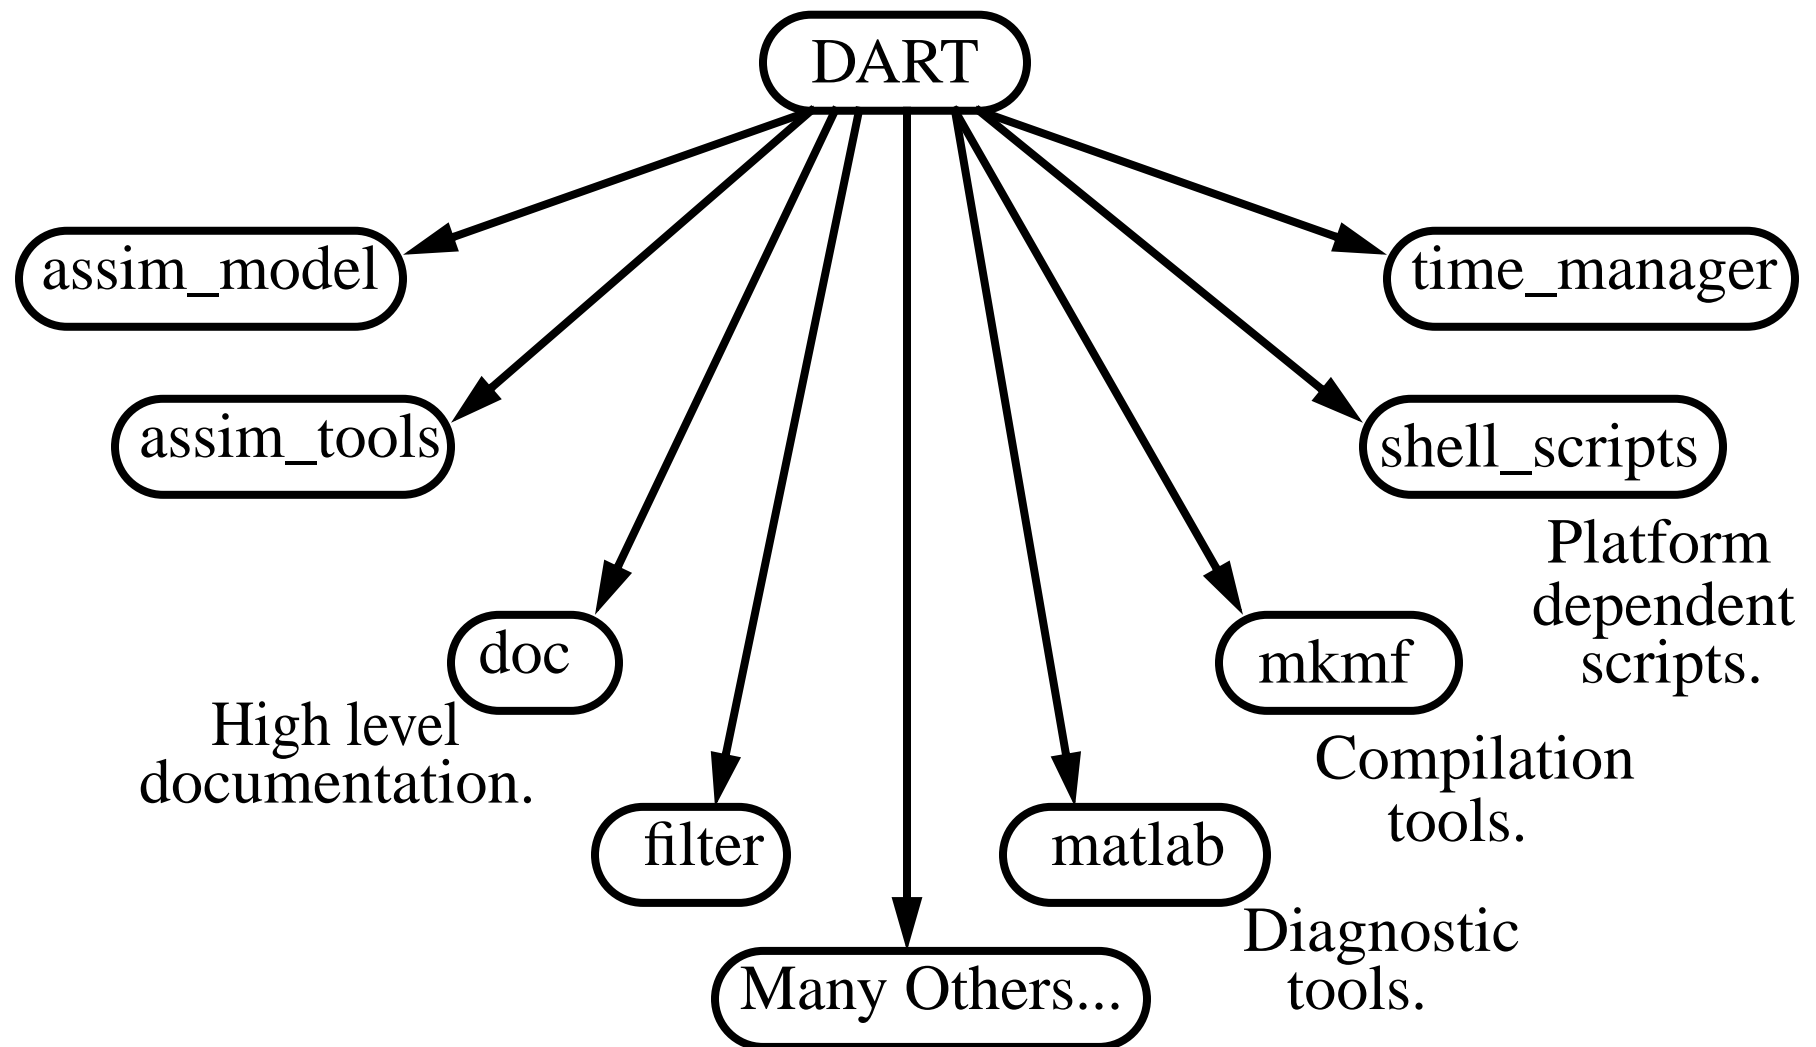 DART
assim_model
time_manager
assim_tools
shell_scripts
Platform
dependent
scripts.
doc
mkmf
High level
documentation.
Compilation
tools.
filter
matlab
Diagnostic
tools.
Many Others...